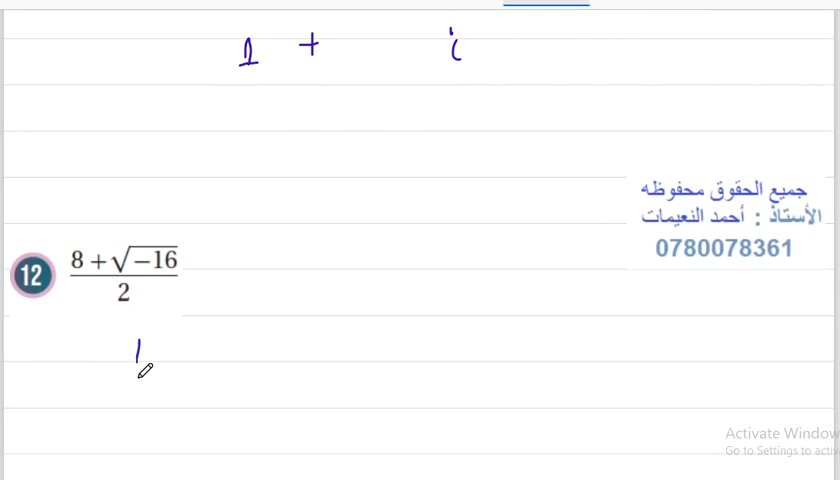 1 + i
جميع الحقوق محفوظه
الأستاذ : أحمد النعيمات
0780078361
12
8 + √−16
2
Activate Window
Go to Settings to activ